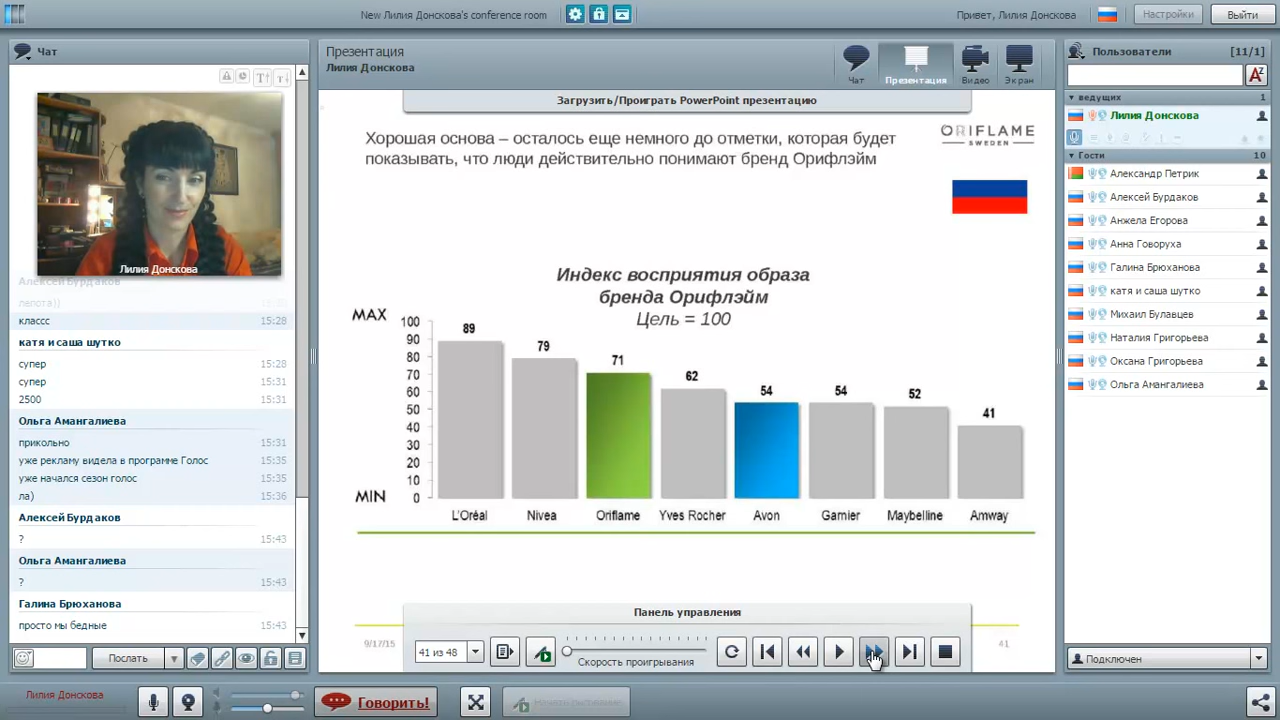 New Лилия Донскова's conference room
Привет, Лилия Донскова
Настройки
Выйти
Чат
Лилия Донскова
Алексей Бурдаков
лепота)) 15:28
классс 15:28
катя и саша шутко
супер 15:28
супер 15:31
2500 15:31
Ольга Амангалиева
прикольно 15:31
уже рекламу видела в программе Голос 15:35
уже начался сезон голос 15:35
ла) 15:36
Алексей Бурдаков
? 15:43
Ольга Амангалиева
? 15:43
Галина Брюханова
просто мы бедные 15:43
Послать
Презентация
Лилия Донскова
Чат
Презентация
Видео
Экран
Загрузить/Проиграть PowerPoint презентацию
Хорошая основа – осталось еще немного до отметки, которая будет
показывать, что люди действительно понимают бренд Орифлэйм
ORIFLAME
SWEDEN
Индекс восприятия образа
бренда Орифлэйм
Цель = 100
MAX
100
90
80
70
60
50
40
30
20
10
0
MIN
89
79
71
62
54
54
52
41
L'Oréal
Nivea
Oriflame
Yves Rocher
Avon
Garnier
Maybelline
Amway
Панель управления
9/17/15
41 из 48
Скорость проигрывания
41
Пользователи [11/1]
ведущих 1
Лилия Донскова
Гости 10
Александр Петрик
Алексей Бурдаков
Анжела Егорова
Анна Говоруха
Галина Брюханова
катя и саша шутко
Михаил Булавцев
Наталия Григорьева
Оксана Григорьева
Ольга Амангалиева
Подключен
Лилия Донскова
Говорить!